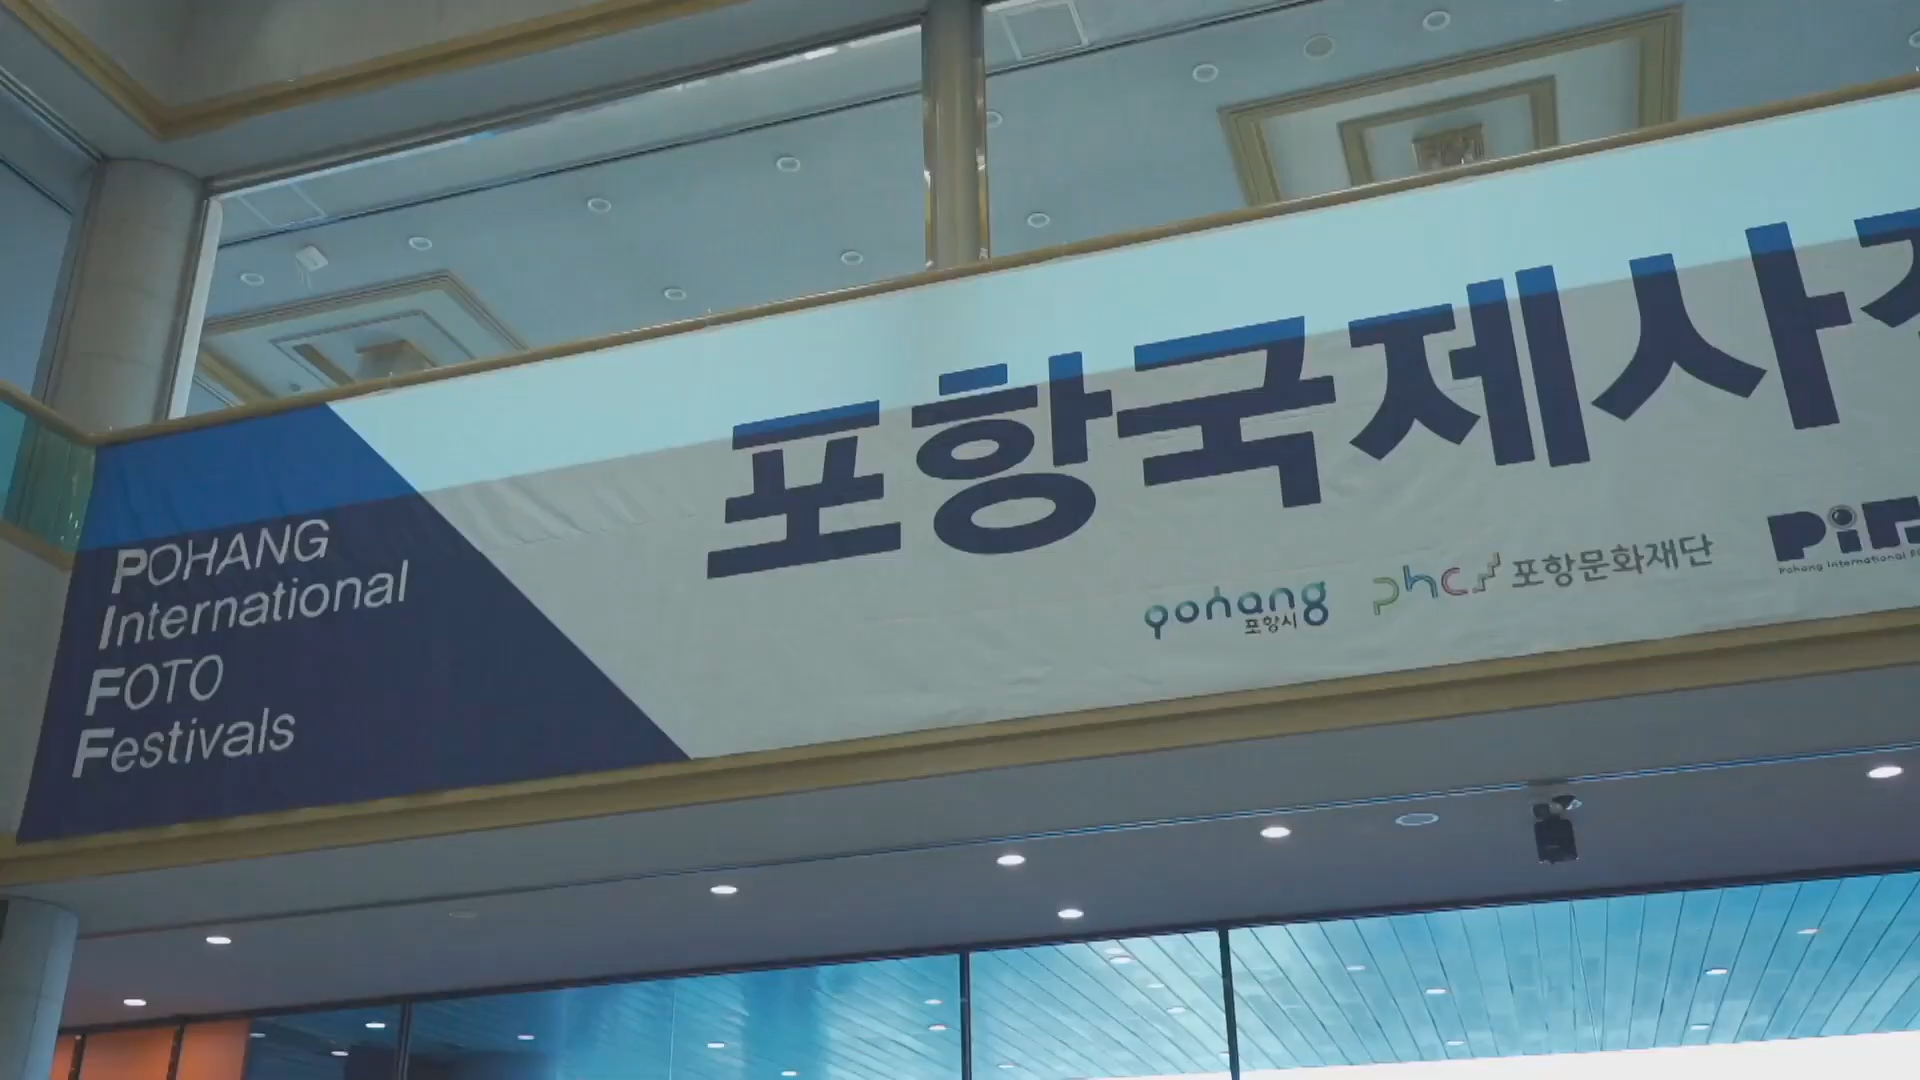 POHANG
International
FOTO
Festivals
포항국제사
pohang
포항시
phcf 포항문화재단
Pohang International